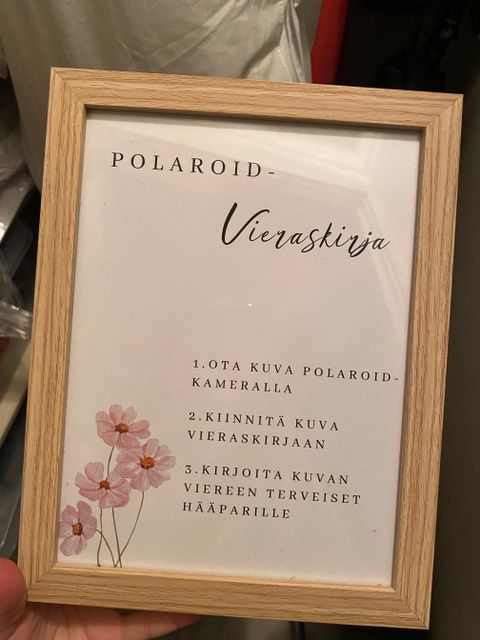 POLAROID-
Vieraskirja
1.OTA KUVA POLAROID-
KAMERALLA
2.KIINNITÄ KUVA
VIERASKIRJAAN
3.KIRJOITA KUVAN
VIEREEN TERVEISET
HÄÄPARILLE